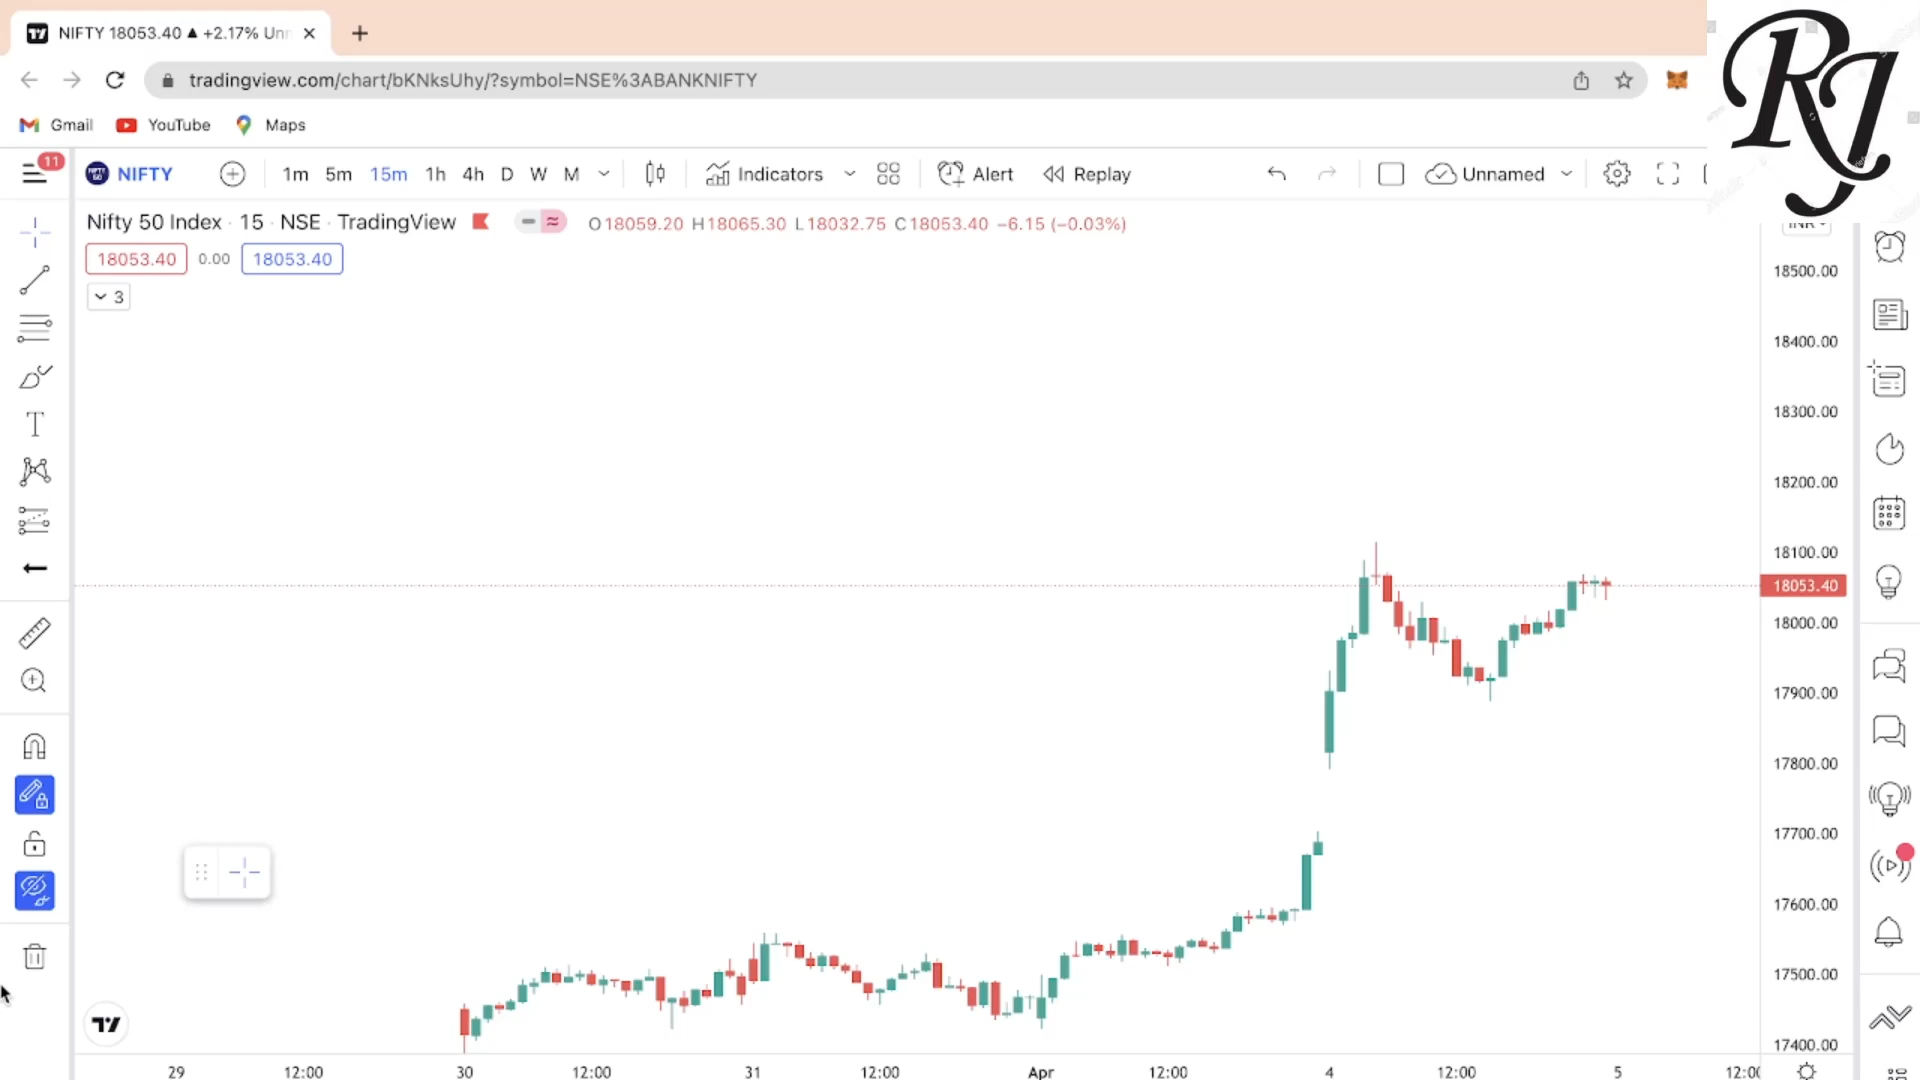 NIFTY 18053.40 ▲ +2.17% Unn
tradingview.com/chart/bKNksUhy/?symbol=NSE%3ABANKNIFTY
Gmail YouTube Maps
RJ
11
NIFTY 1m 5m 15m 1h 4h D W M Indicators Alert Replay Unnamed
Nifty 50 Index · 15 · NSE · TradingView O18059.20 H18065.30 L18032.75 C18053.40 −6.15 (−0.03%)
INR
18053.40 0.00 18053.40
3
18500.00
18400.00
18300.00
18200.00
18100.00
18053.40
18000.00
17900.00
17800.00
17700.00
17600.00
17500.00
17400.00
29 12:00 30 12:00 31 12:00 Apr 12:00 4 12:00 5 12:00